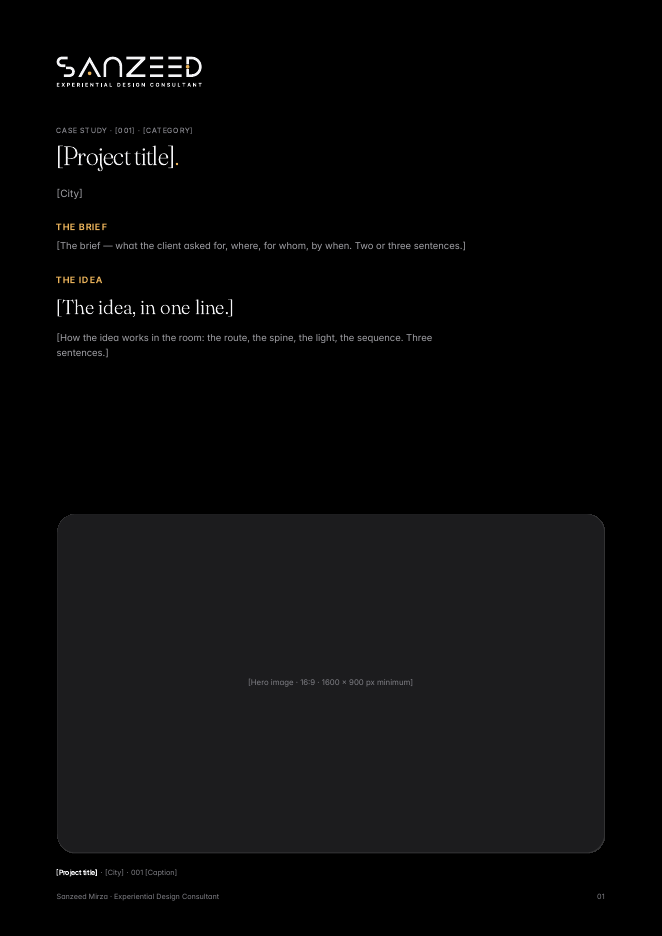 SANZEED
EXPERIENTIAL DESIGN CONSULTANT
CASE STUDY · [001] · [CATEGORY]
[Project title].
[City]
THE BRIEF
[The brief — what the client asked for, where, for whom, by when. Two or three sentences.]
THE IDEA
[The idea, in one line.]
[How the idea works in the room: the route, the spine, the light, the sequence. Three
sentences.]
[Hero image · 16:9 · 1600 × 900 px minimum]
[Project title] · [City] · 001 [Caption]
Sanzeed Mirza · Experiential Design Consultant 01